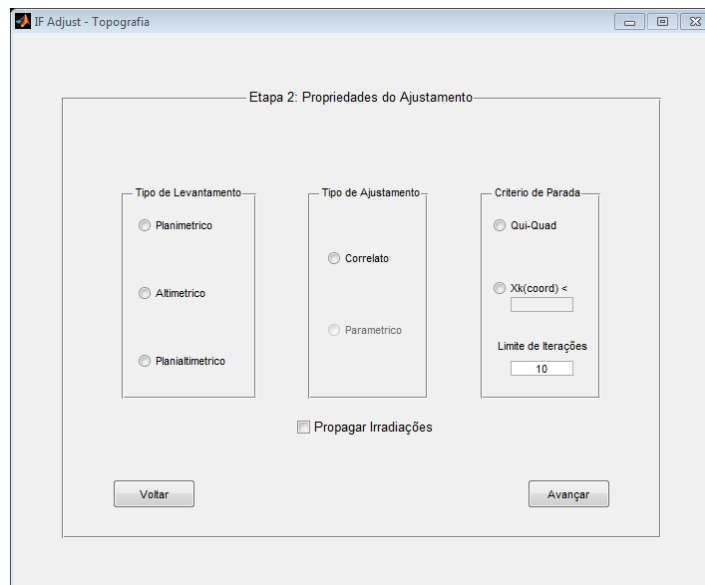 IF Adjust - Topografia
Etapa 2: Propriedades do Ajustamento
Tipo de Levantamento
Planimetrico
Altimetrico
Planialtimetrico
Tipo de Ajustamento
Correlato
Parametrico
Criterio de Parada
Qui-Quad
Xk(coord) <
Limite de Iterações
10
Propagar Irradiações
Voltar
Avançar